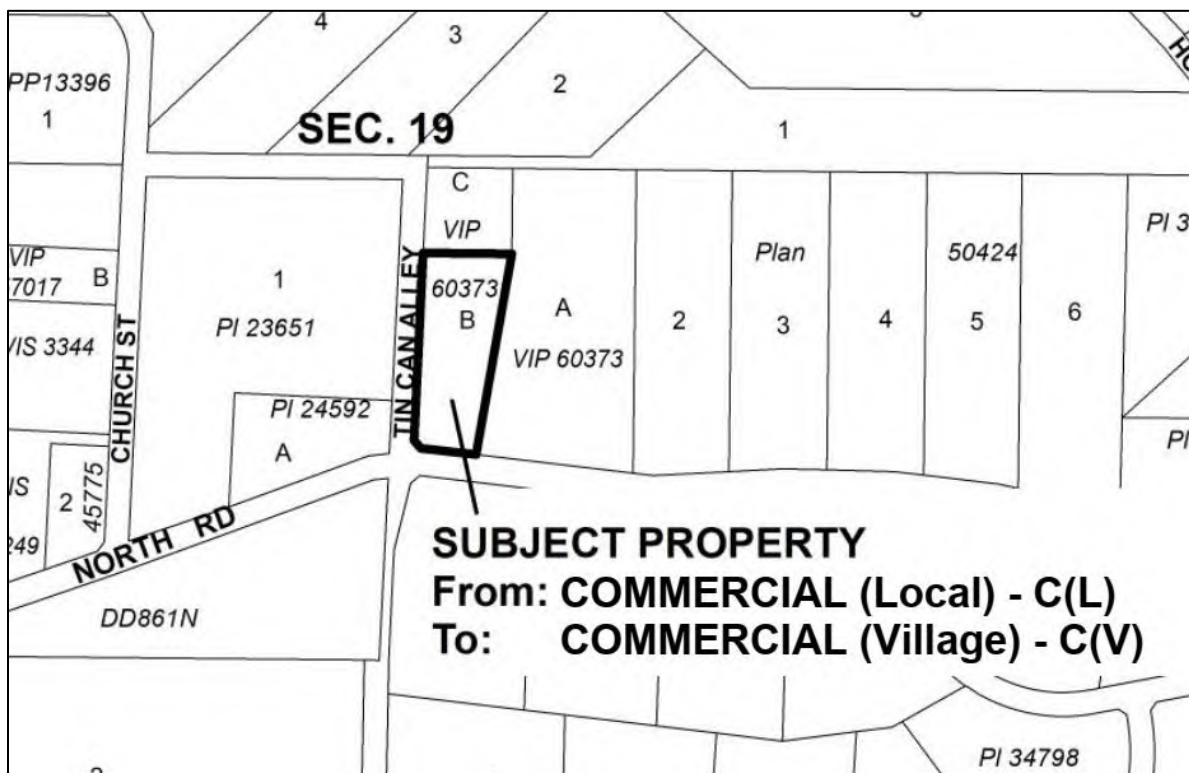 4
3
2
PP13396
1
SEC. 19
1
C
VIP
60373
B
TIN CAN ALLEY
1
Pl 23651
VIP
7017
B
VIS 3344
CHURCH ST
Pl 24592
A
A
VIP 60373
2
Plan
3
4
50424
5
6
Pl 3
Pl
IS
249
2
45775
NORTH RD
DD861N
SUBJECT PROPERTY
From: COMMERCIAL (Local) - C(L)
To: COMMERCIAL (Village) - C(V)
Pl 34798